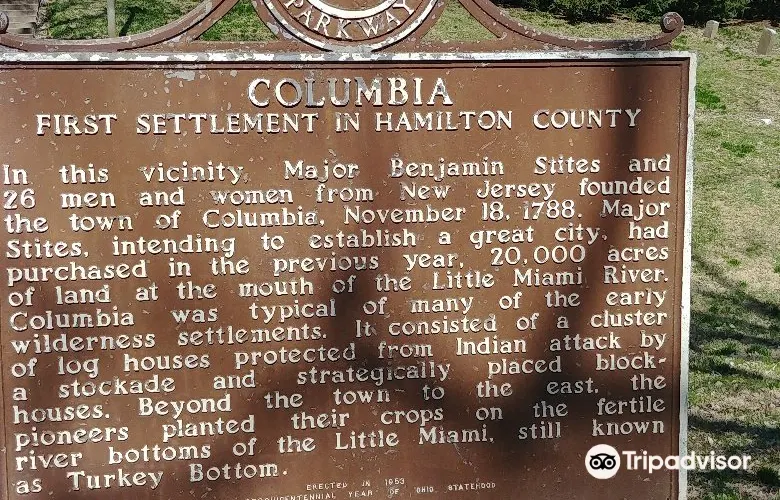 PARKWAY
COLUMBIA
FIRST SETTLEMENT IN HAMILTON COUNTY
In this vicinity, Major Benjamin Stites and
26 men and women from New Jersey founded
the town of Columbia, November 18, 1788. Major
Stites, intending to establish a great city, had
purchased in the previous year, 20,000 acres
of land at the mouth of the Little Miami River.
Columbia was typical of many of the early
wilderness settlements. It consisted of a cluster
of log houses protected from Indian attack by
a stockade and strategically placed block-
houses. Beyond the town to the east, the
pioneers planted their crops on the fertile
river bottoms of the Little Miami, still known
as Turkey Bottom.
ERECTED IN 1953
SESQUICENTENNIAL YEAR OF OHIO STATEHOOD
Tripadvisor